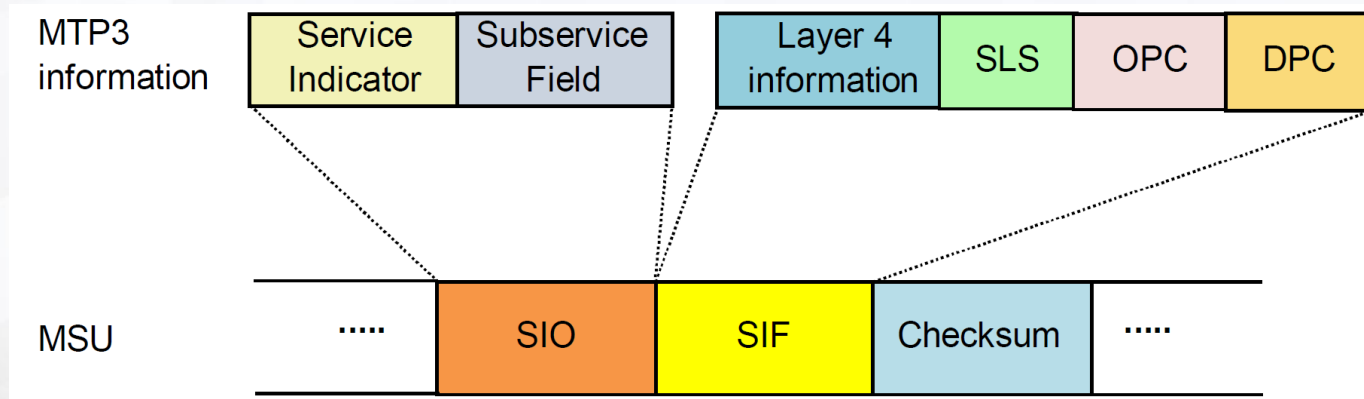 MTP3
information
Service
Indicator
Subservice
Field
Layer 4
information
SLS
OPC
DPC
MSU
.....
SIO
SIF
Checksum
.....